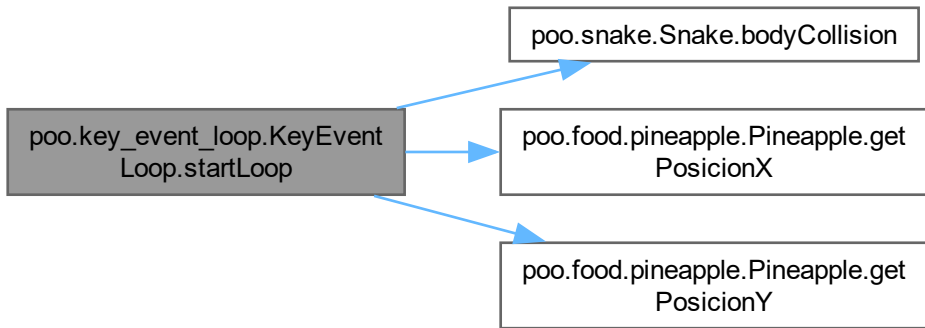 poo.snake.Snake.bodyCollision
poo.key_event_loop.KeyEvent
Loop.startLoop
poo.food.pineapple.Pineapple.get
PosicionX
poo.food.pineapple.Pineapple.get
PosicionY